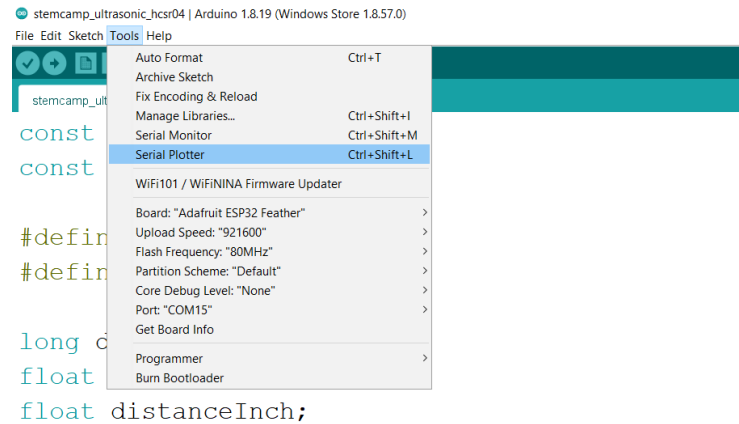 stemcamp_ultrasonic_hcsr04 | Arduino 1.8.19 (Windows Store 1.8.57.0)
File Edit Sketch Tools Help
Auto Format Ctrl+T
Archive Sketch
Fix Encoding & Reload
Manage Libraries... Ctrl+Shift+I
Serial Monitor Ctrl+Shift+M
Serial Plotter Ctrl+Shift+L
WiFi101 / WiFiNINA Firmware Updater
Board: "Adafruit ESP32 Feather"
Upload Speed: "921600"
Flash Frequency: "80MHz"
Partition Scheme: "Default"
Core Debug Level: "None"
Port: "COM15"
Get Board Info
Programmer
Burn Bootloader
stemcamp_ult
const
const
#defin
#defin
long d
float
float distanceInch;